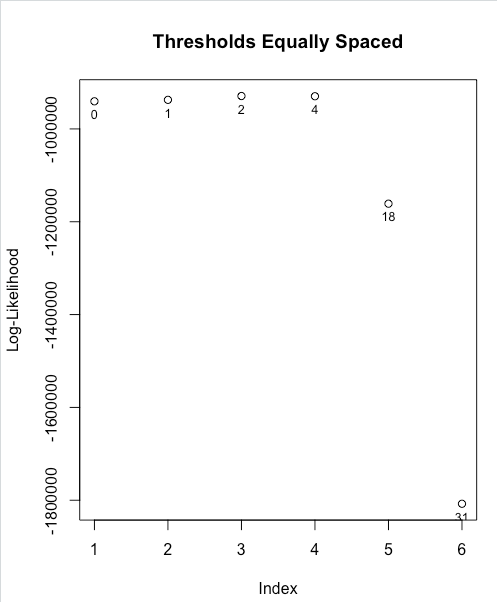 Thresholds Equally Spaced
Log-Likelihood
-1000000
-1200000
-1400000
-1600000
-1800000
0
1
2
4
18
31
1 2 3 4 5 6
Index